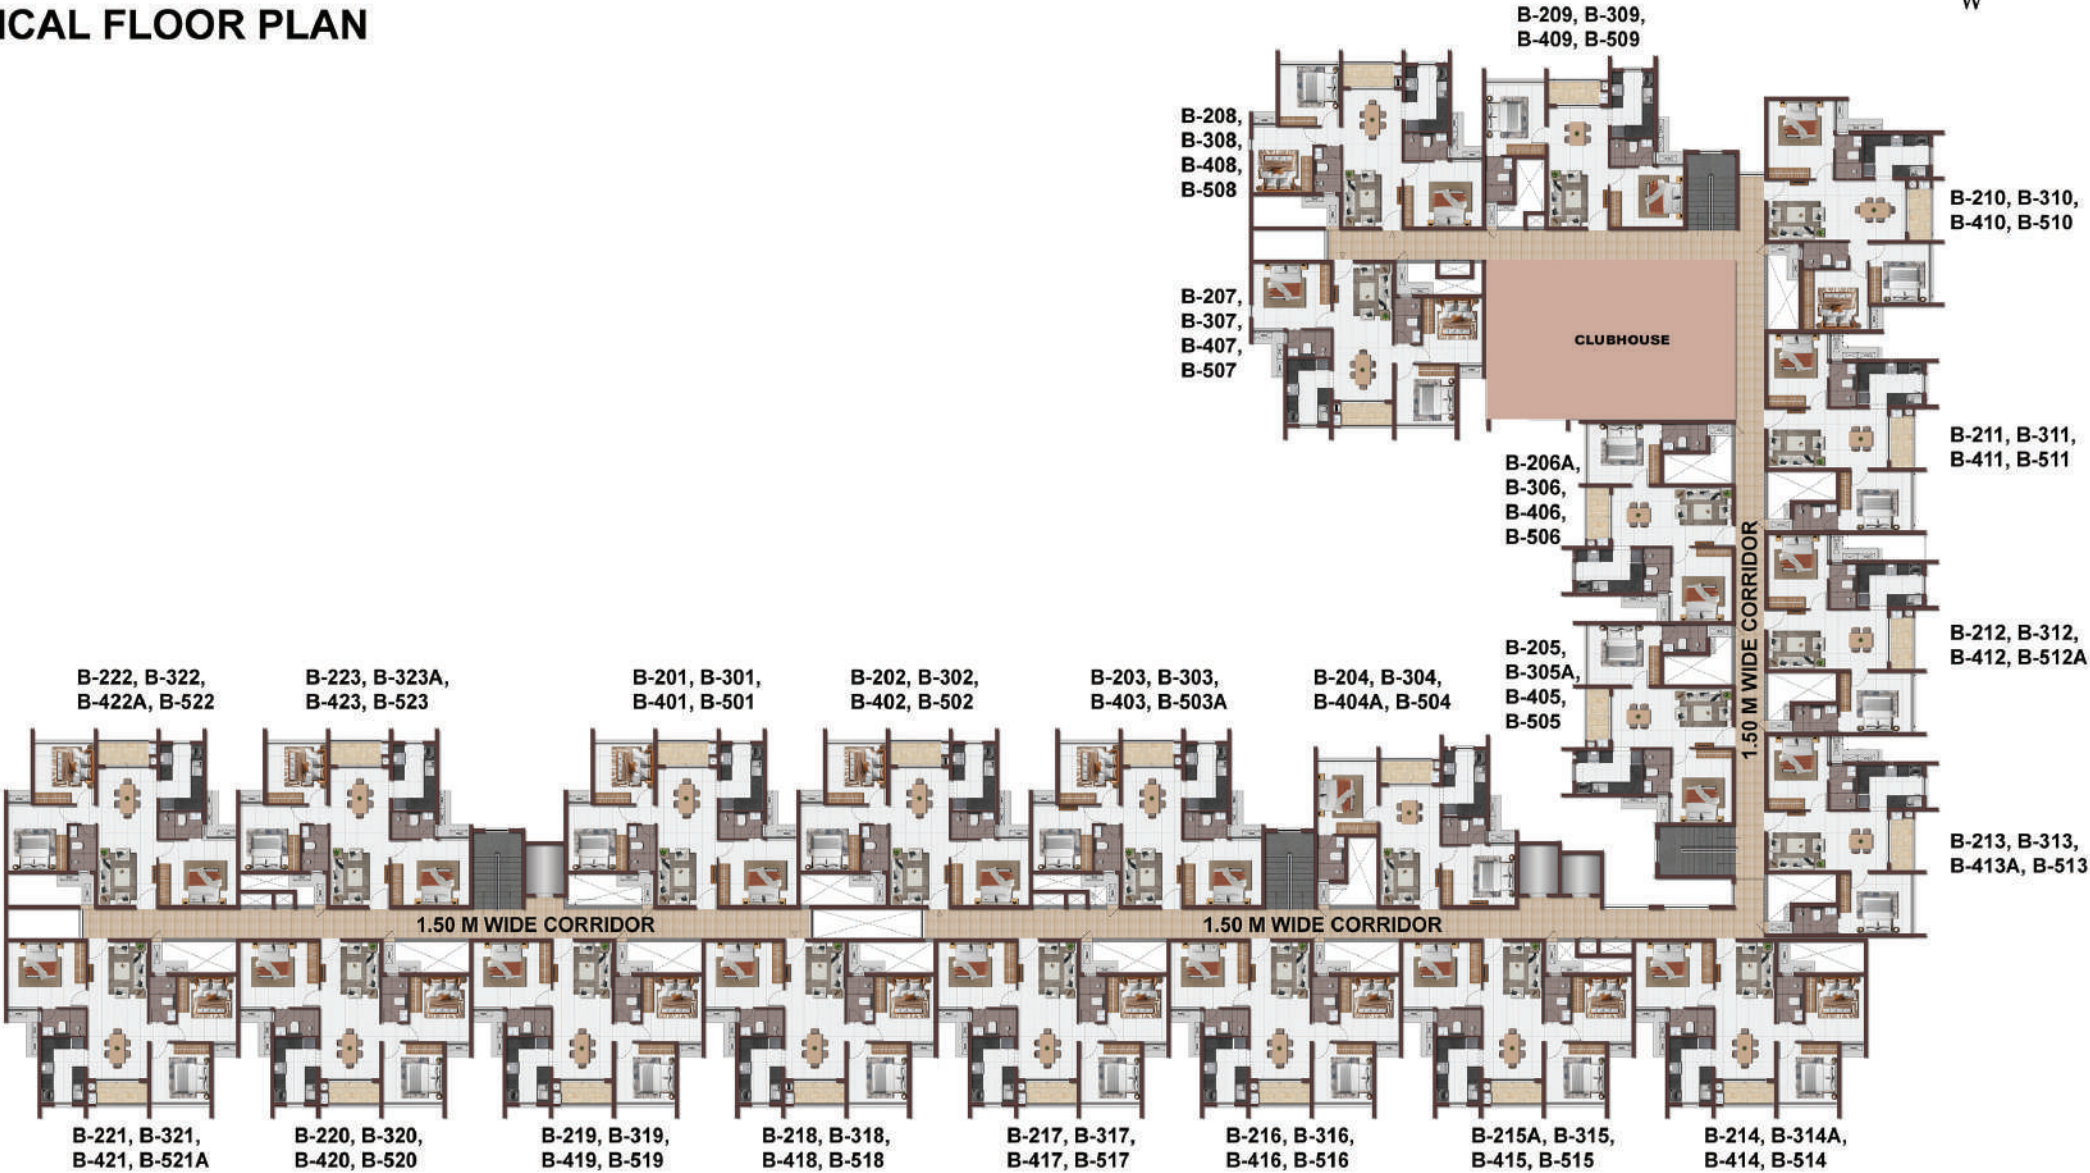 ICAL FLOOR PLAN
W
B-209, B-309,
B-409, B-509
B-208,
B-308,
B-408,
B-508
B-210, B-310,
B-410, B-510
B-207,
B-307,
B-407,
B-507
CLUBHOUSE
B-211, B-311,
B-411, B-511
B-206A,
B-306,
B-406,
B-506
1.50 M WIDE CORRIDOR
B-212, B-312,
B-412, B-512A
B-205,
B-305A,
B-405,
B-505
B-222, B-322,
B-422A, B-522
B-223, B-323A,
B-423, B-523
B-201, B-301,
B-401, B-501
B-202, B-302,
B-402, B-502
B-203, B-303,
B-403, B-503A
B-204, B-304,
B-404A, B-504
B-213, B-313,
B-413A, B-513
1.50 M WIDE CORRIDOR
1.50 M WIDE CORRIDOR
B-221, B-321,
B-421, B-521A
B-220, B-320,
B-420, B-520
B-219, B-319,
B-419, B-519
B-218, B-318,
B-418, B-518
B-217, B-317,
B-417, B-517
B-216, B-316,
B-416, B-516
B-215A, B-315,
B-415, B-515
B-214, B-314A,
B-414, B-514